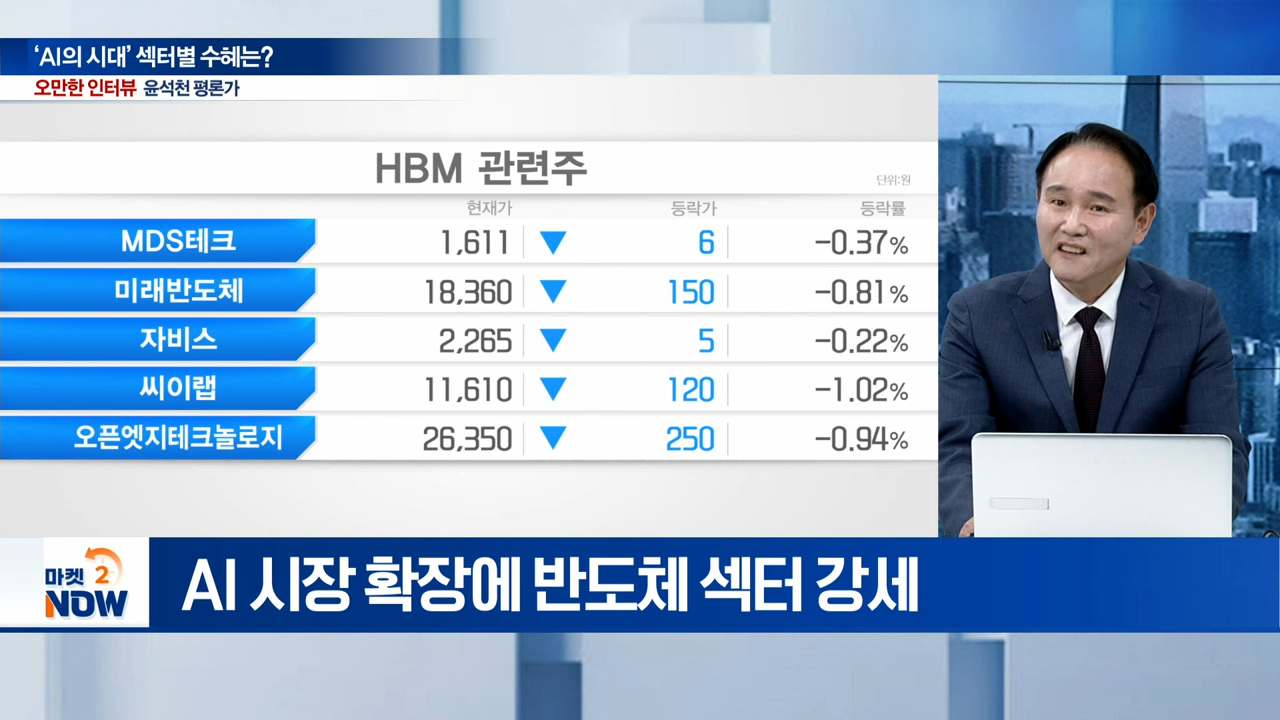 ‘AI의 시대’ 섹터별 수혜는?
오만한 인터뷰 윤석천 평론가
HBM 관련주
단위:원
현재가 등락가 등락률
MDS테크 1,611 ▼ 6 -0.37%
미래반도체 18,360 ▼ 150 -0.81%
자비스 2,265 ▼ 5 -0.22%
씨이랩 11,610 ▼ 120 -1.02%
오픈엣지테크놀로지 26,350 ▼ 250 -0.94%
마켓 2
NOW
AI 시장 확장에 반도체 섹터 강세